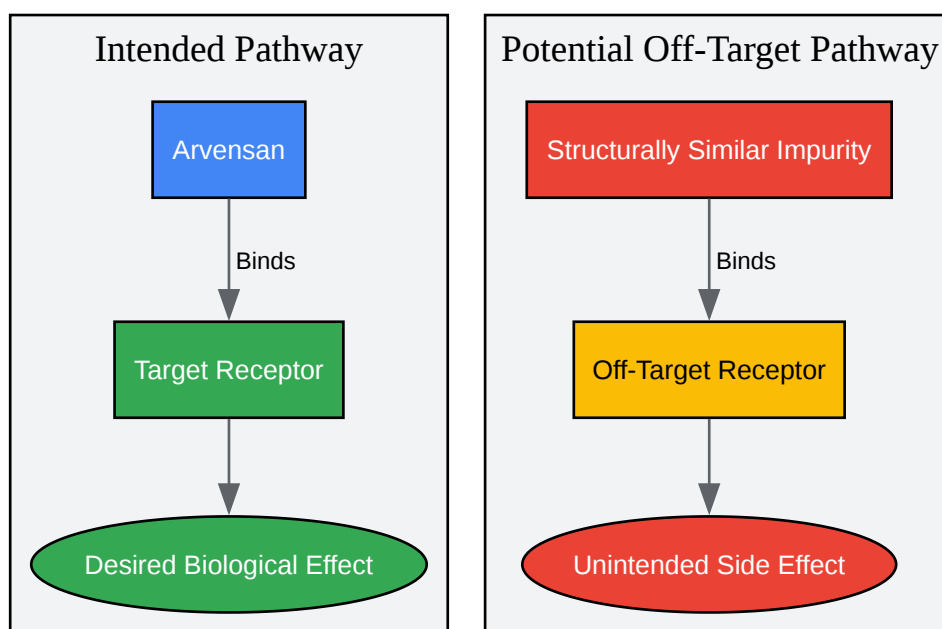 Intended Pathway
Arvensan
Binds
Target Receptor
Desired Biological Effect
Potential Off-Target Pathway
Structurally Similar Impurity
Binds
Off-Target Receptor
Unintended Side Effect